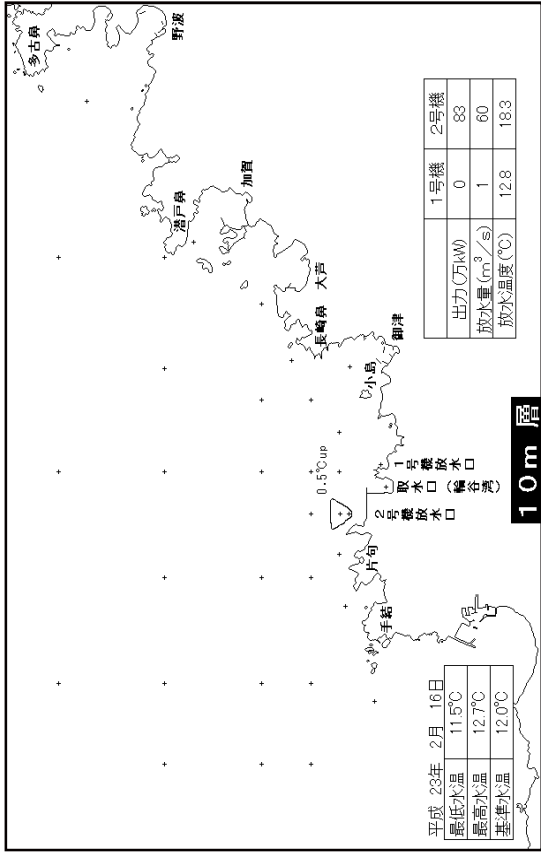 平成 23年 2月 16日
最低水温 11.5℃
最高水温 12.7℃
基準水温 12.0℃
手結
片句
0.5℃up
2号機放水口
取水口(輪谷湾)
1号機放水口
小島
御津
長崎鼻
大芦
加賀
潜戸鼻
野波
多古鼻
10m 層
1号機 2号機
出力(万kW) 0 83
放水量(m³/s) 1 60
放水温度(℃) 12.8 18.3